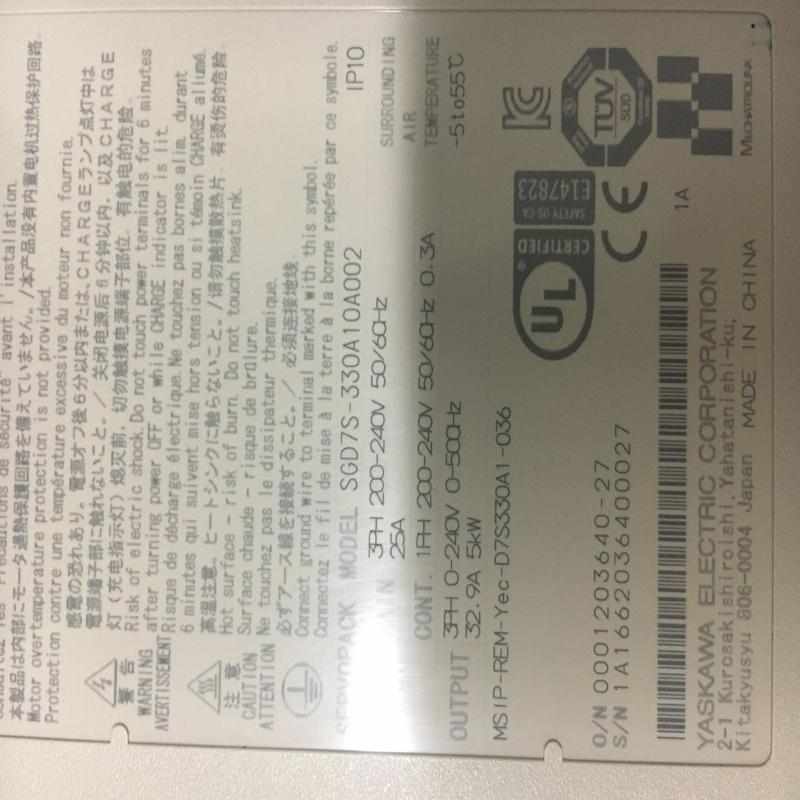 avant l'installation.
本製品は内部にモータ過熱保護回路を備えていません。/本产品没有内置电机过热保护回路.
Motor overtemperature protection is not provided.
Protection contre une température excessive du moteur non fournie.
警告
WARNING
AVERTISSEMENT
感電の恐れあり。電源オフ後6分以内または、CHARGEランプ点灯中は
電源端子部に触れないこと。/ 关闭电源后6分钟以内,以及CHARGE
灯(充电指示灯)熄灭前,切勿触摸电源端子部位,有触电的危险.
Risk of electric shock.Do not touch power terminals for 6 minutes
after turning power OFF or while CHARGE indicator is lit.
Risque de décharge électrique.Ne touchez pas bornes alim. durant
6 minutes qui suivent mise hors tension ou si témoin CHARGE allumé.
注意
CAUTION
ATTENTION
高温注意。ヒートシンクに触らないこと。/请勿触摸散热片,有烫伤的危险.
Hot surface - risk of burn. Do not touch heatsink.
Surface chaude - risque de brûlure.
Ne touchez pas le dissipateur thermique.
必ずアース線を接続すること。/ 必须连接地线.
Connect ground wire to terminal marked with this symbol.
Connectez le fil de mise à la terre à la borne repérée par ce symbole.
SERVOPACK MODEL SGD7S-330A10A002 IP10
3PH 200-240V 50/60Hz
25A
CONT. 1PH 200-240V 50/60Hz 0.3A
OUTPUT 3PH 0-240V 0-500Hz
32.9A 5kW
SURROUNDING
AIR
TEMPERATURE
-5to55℃
MSIP-REM-Yec-D7S330A1-036
UL
®
CERTIFIED
SAFETY US CA
E147823
CE
TÜV
SÜD
MECHATROLINK
O/N 0001203640-27
S/N 1A1662036400027
1A
YASKAWA ELECTRIC CORPORATION
2-1 Kurosakishiroishi,Yahatanishi-ku,
Kitakyusyu 806-0004 Japan MADE IN CHINA